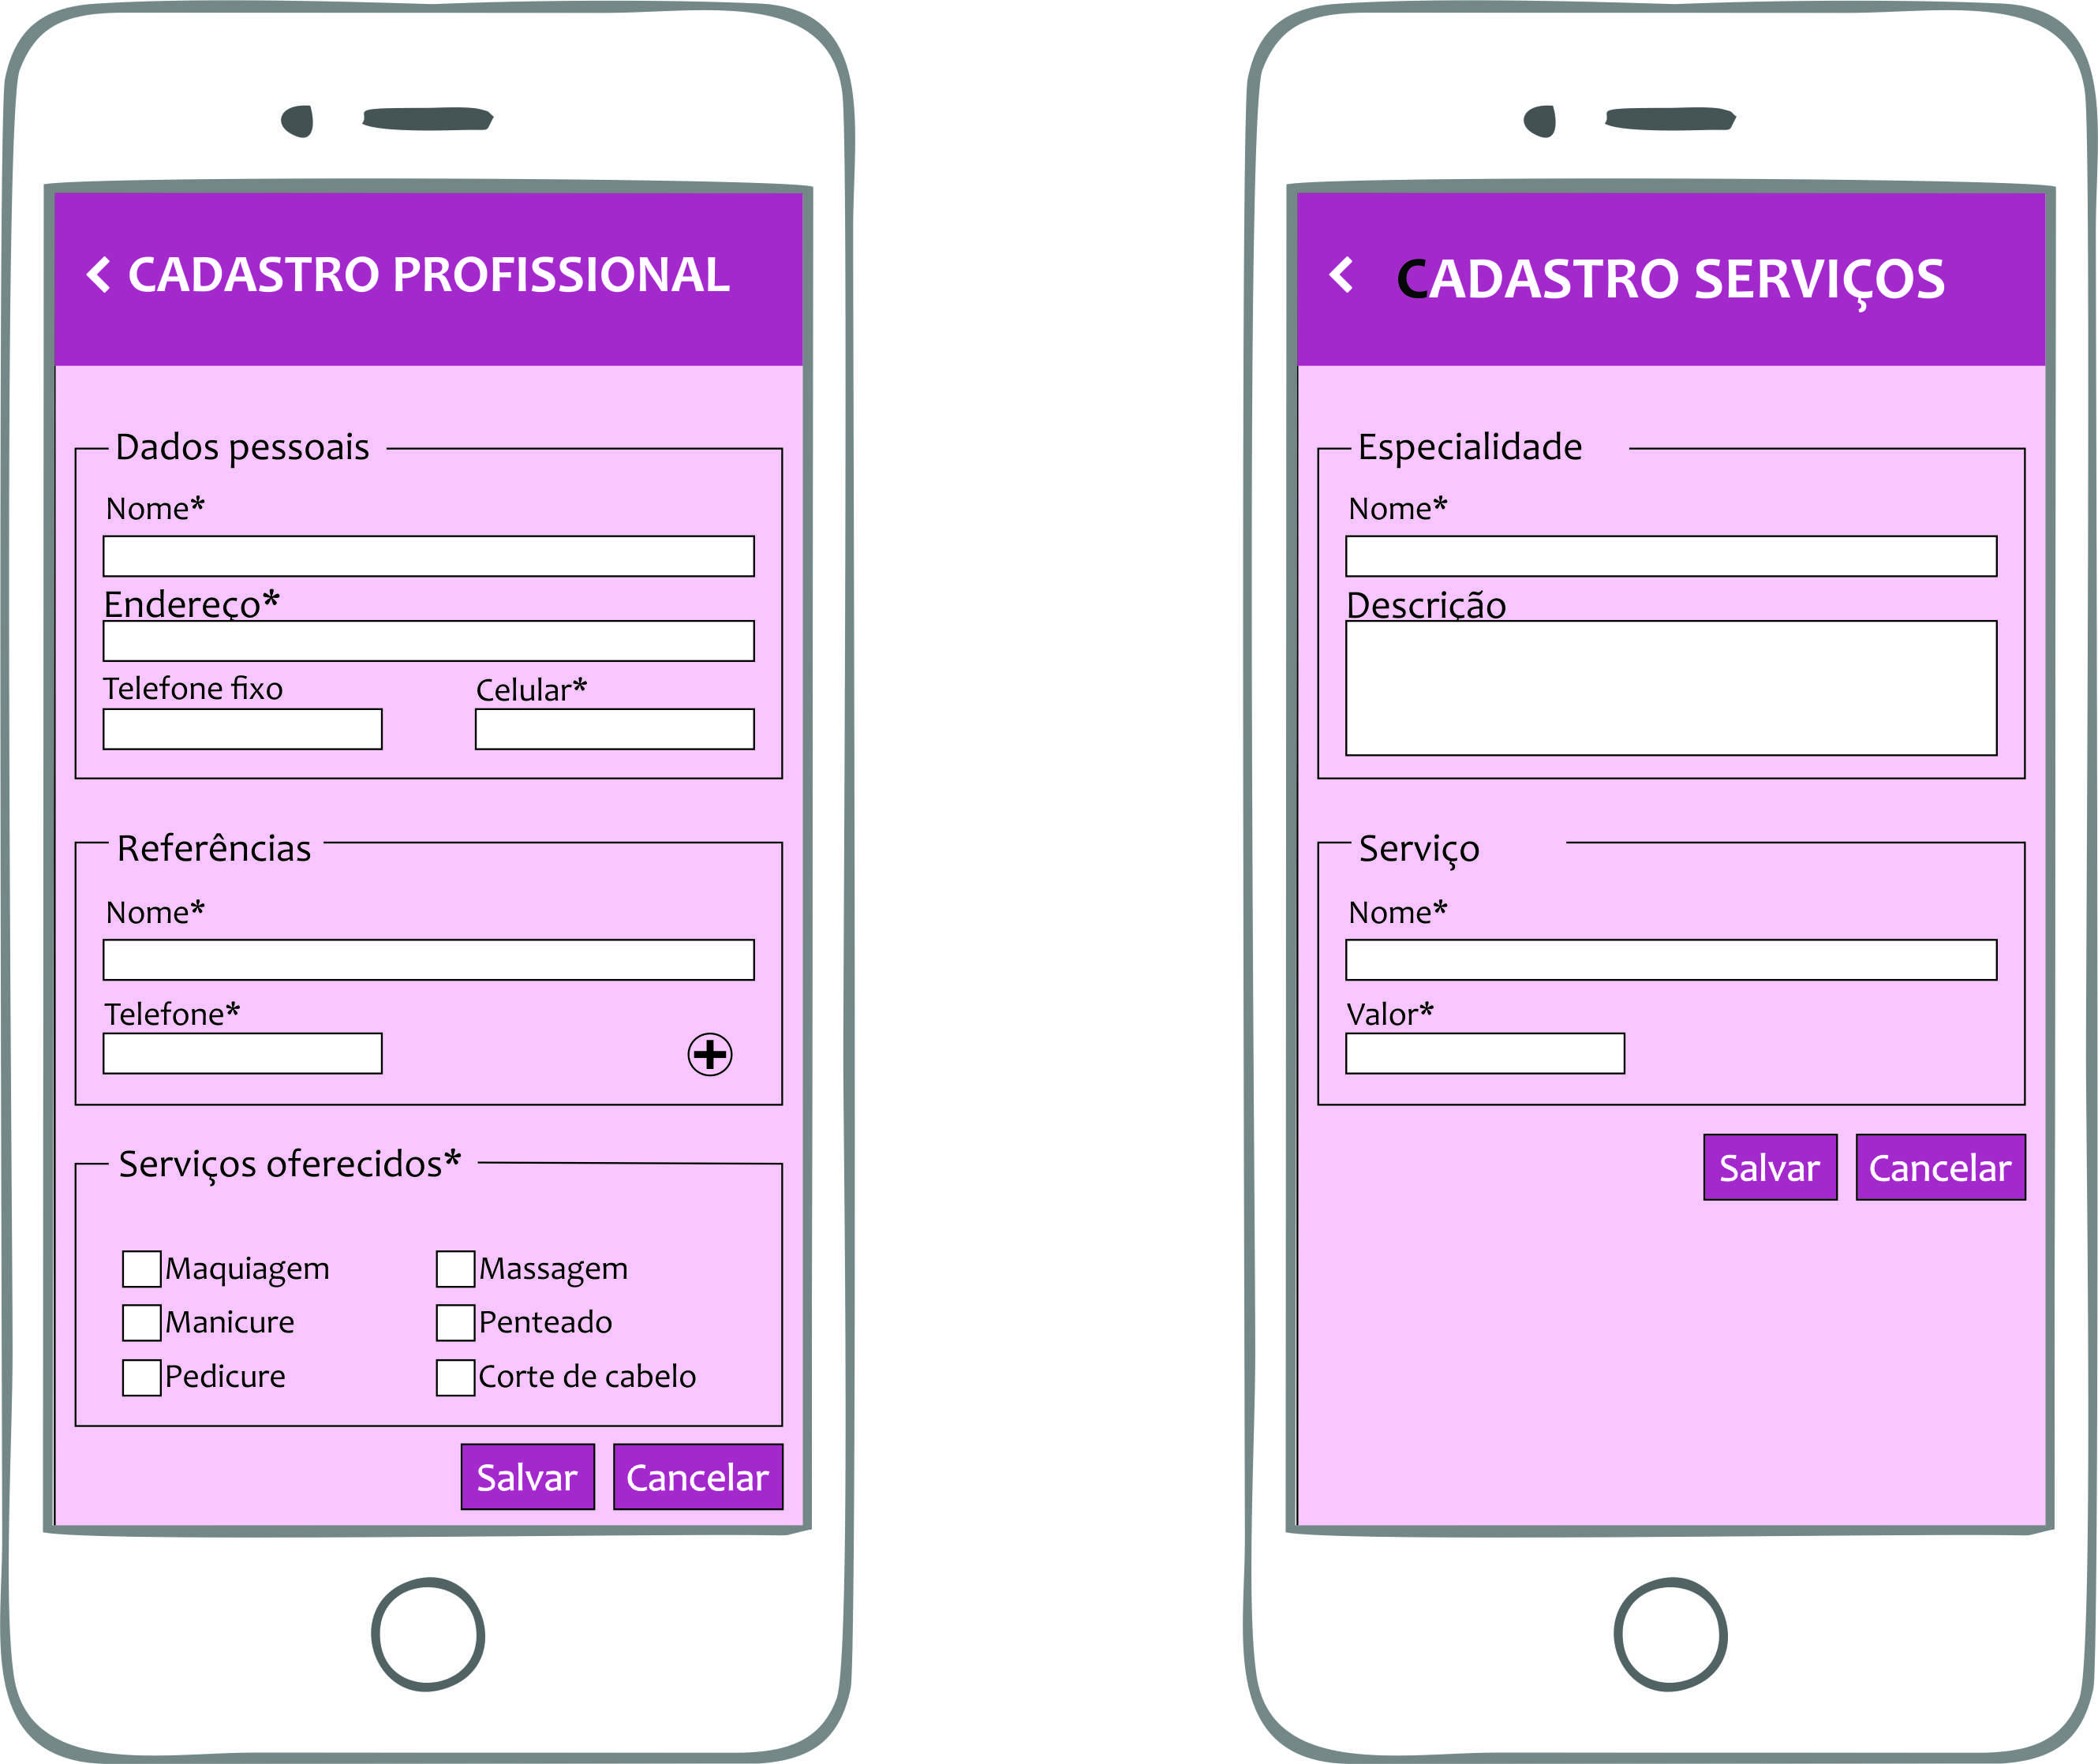 CADASTRO PROFISSIONAL
Dados pessoais
Nome*
Endereço*
Telefone fixo Celular*
Referências
Nome*
Telefone*
Serviços oferecidos*
Maquiagem Massagem
Manicure Penteado
Pedicure Corte de cabelo
Salvar Cancelar
CADASTRO SERVIÇOS
Especialidade
Nome*
Descrição
Serviço
Nome*
Valor*
Salvar Cancelar